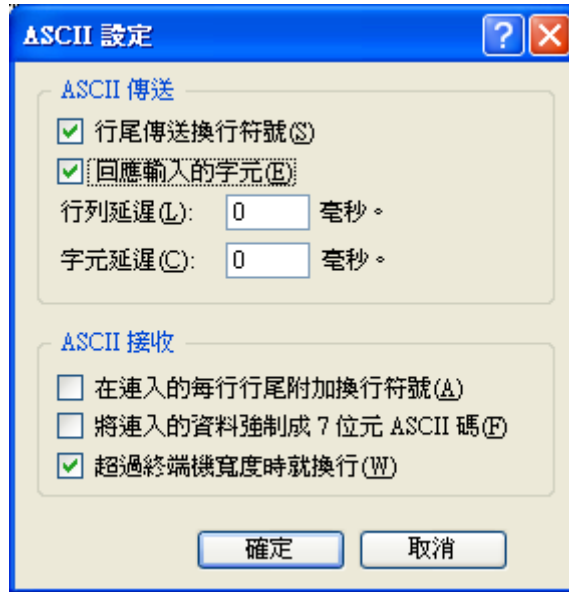 ASCII 設定
ASCII 傳送
行尾傳送換行符號(S)
回應輸入的字元(E)
行列延遲(L): 0 毫秒。
字元延遲(C): 0 毫秒。
ASCII 接收
在連入的每行行尾附加換行符號(A)
將連入的資料強制成 7 位元 ASCII 碼(F)
超過終端機寬度時就換行(W)
確定 取消